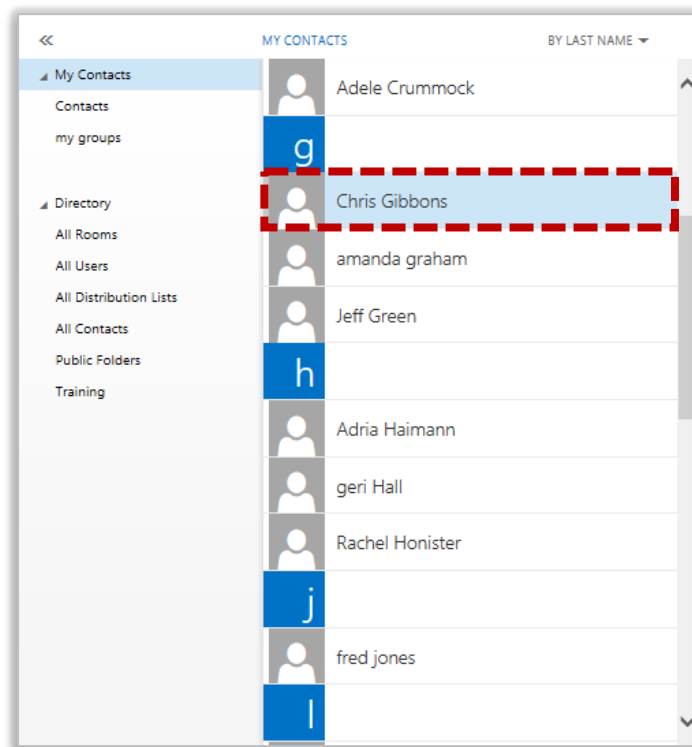 MY CONTACTS
BY LAST NAME
My Contacts
Contacts
my groups
Directory
All Rooms
All Users
All Distribution Lists
All Contacts
Public Folders
Training
Adele Crummock
g
Chris Gibbons
amanda graham
Jeff Green
h
Adria Haimann
geri Hall
Rachel Honister
j
fred jones
l